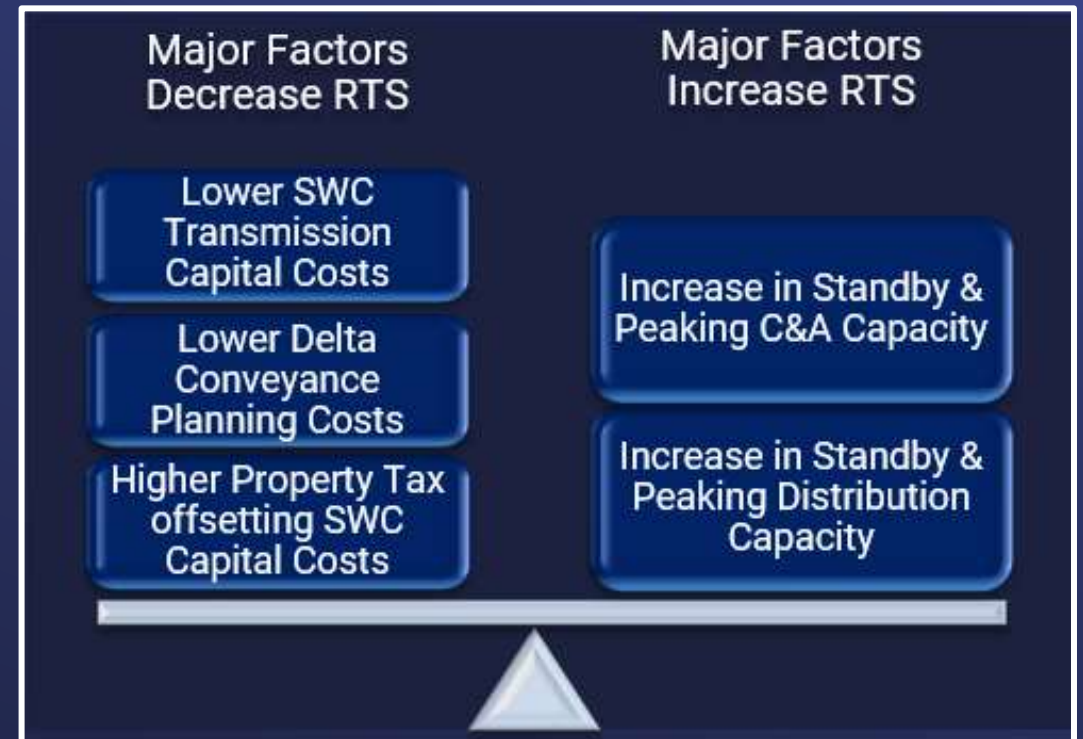 Major Factors
Decrease RTS
Lower SWC
Transmission
Capital Costs
Lower Delta
Conveyance
Planning Costs
Higher Property Tax
offsetting SWC
Capital Costs
Major Factors
Increase RTS
Increase in Standby &
Peaking C&A Capacity
Increase in Standby &
Peaking Distribution
Capacity